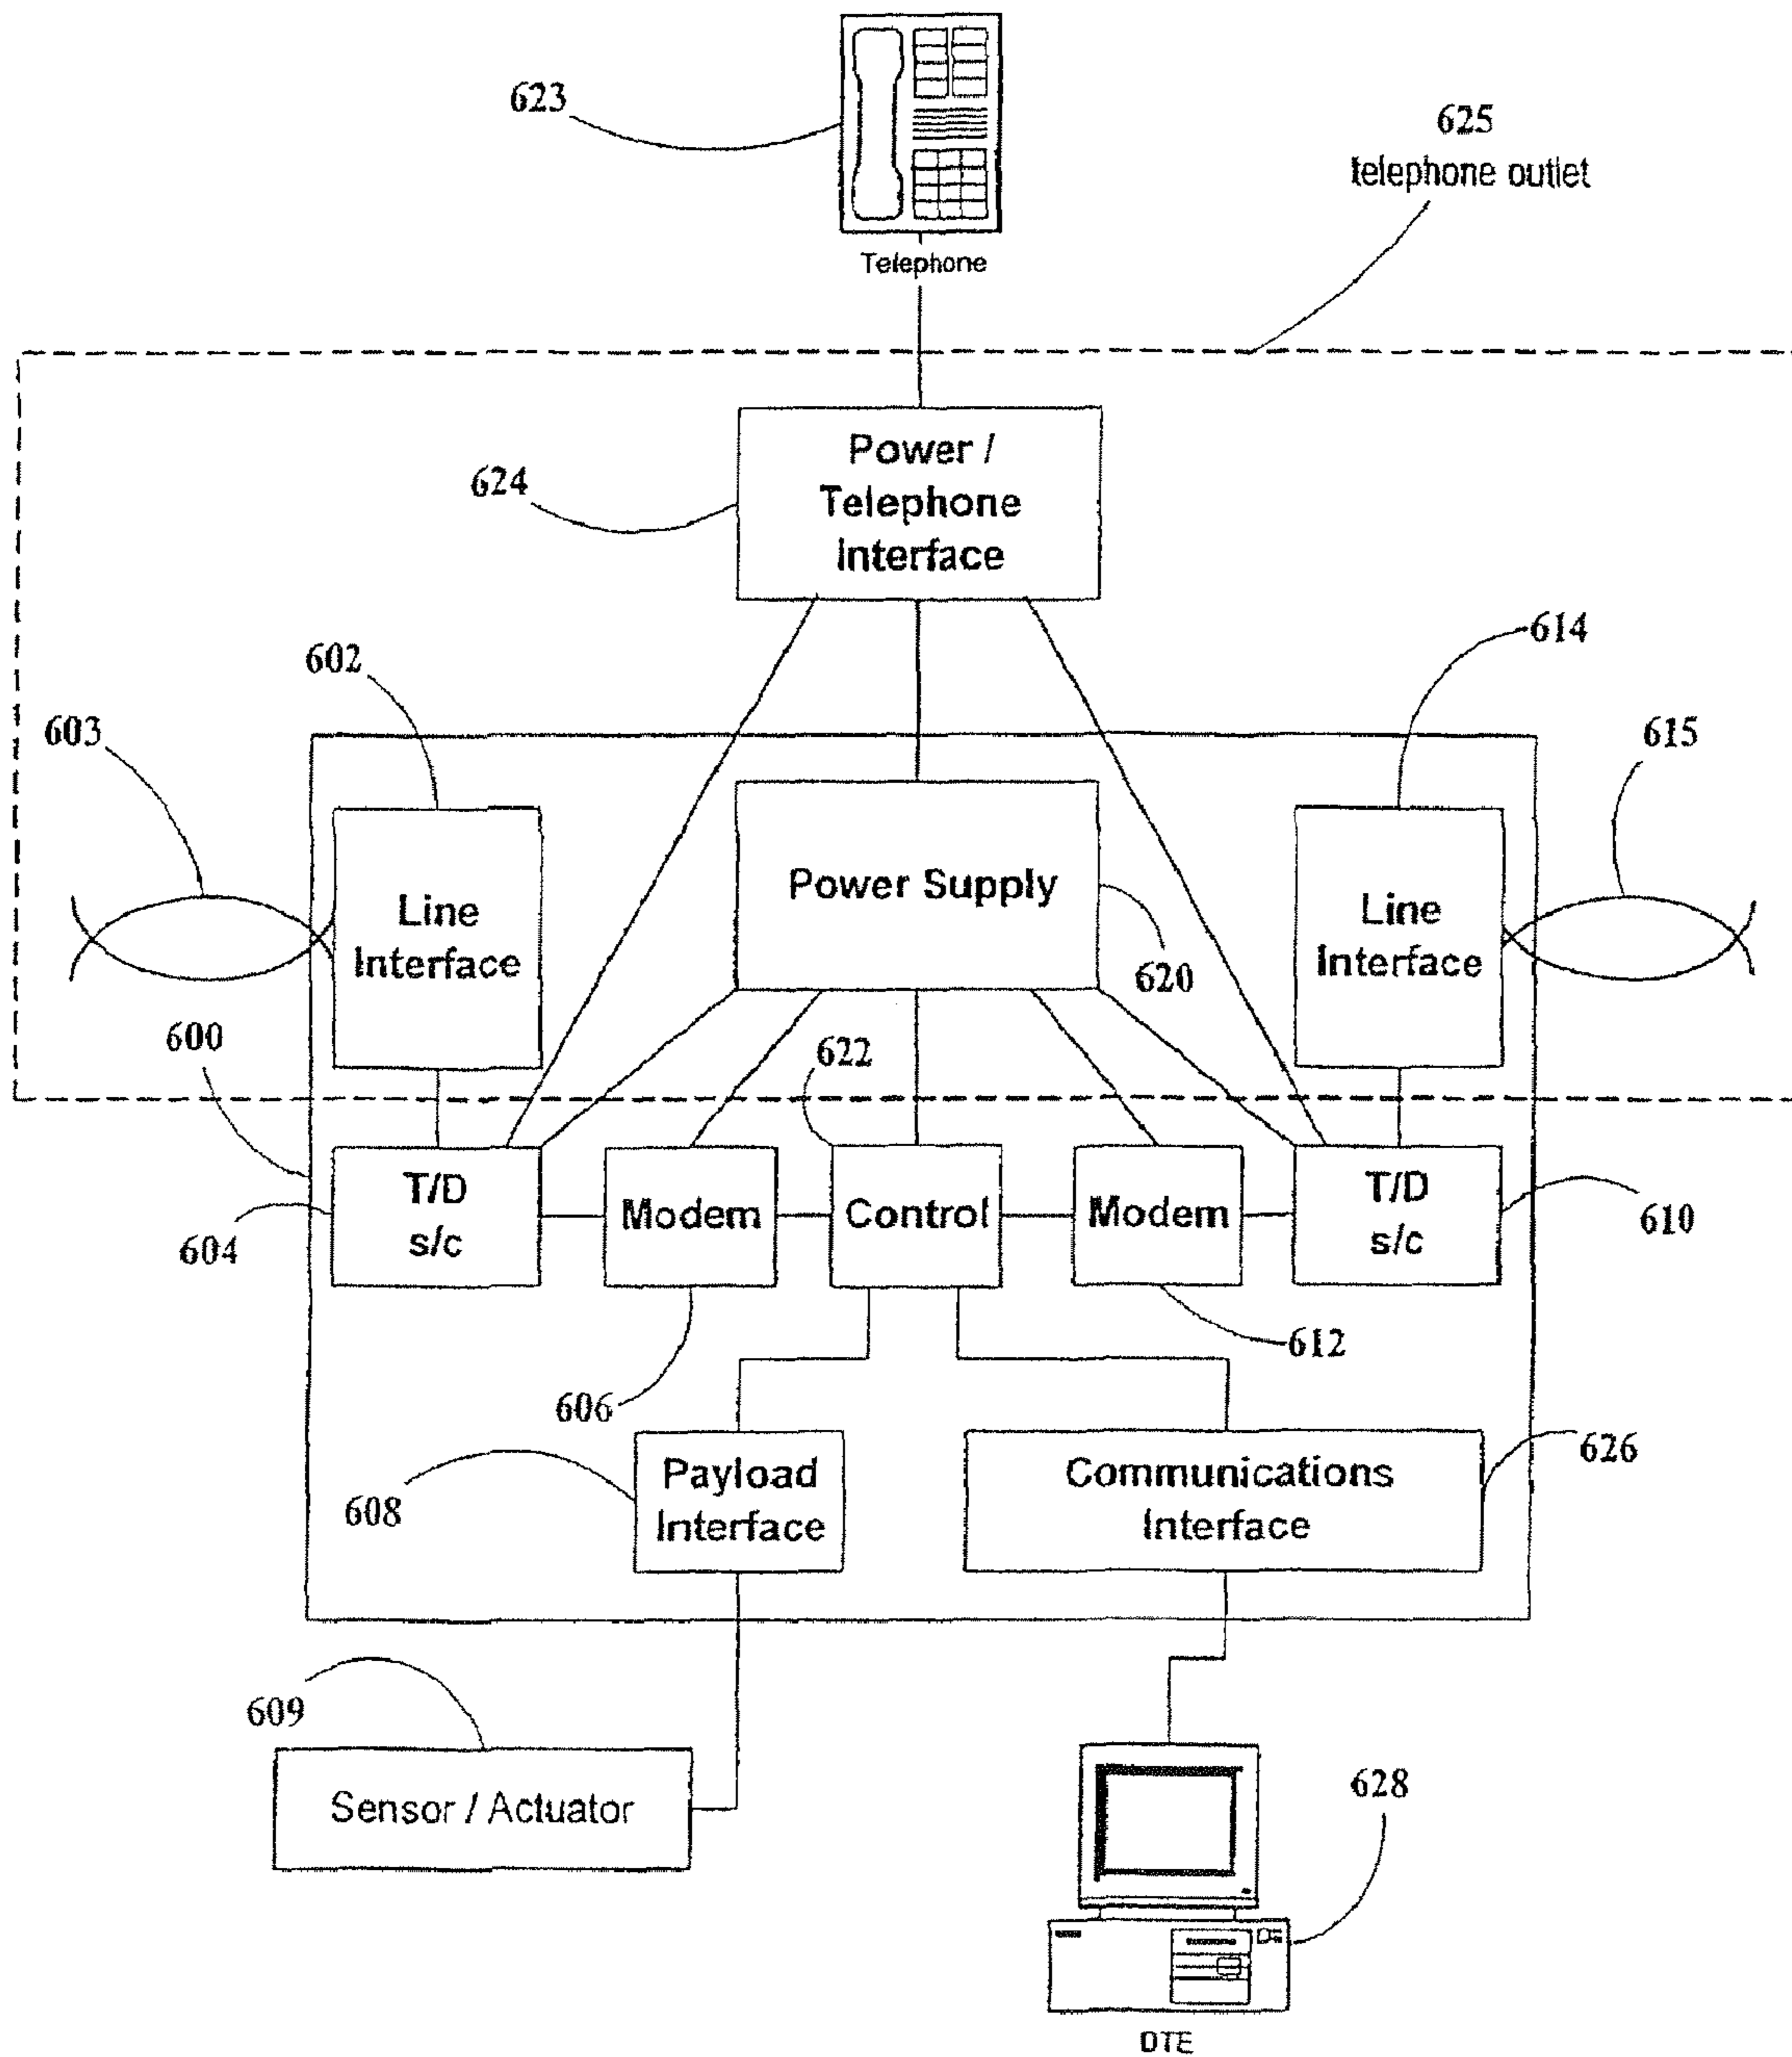 623
625
telephone outlet
Telephone
624
Power /
Telephone
Interface
602
614
603
615
Line
Interface
Power Supply
Line
Interface
620
600
622
604
T/D
s/c
Modem
Control
Modem
T/D
s/c
610
606
612
608
Payload
Interface
Communications
Interface
626
609
Sensor / Actuator
628
DTE